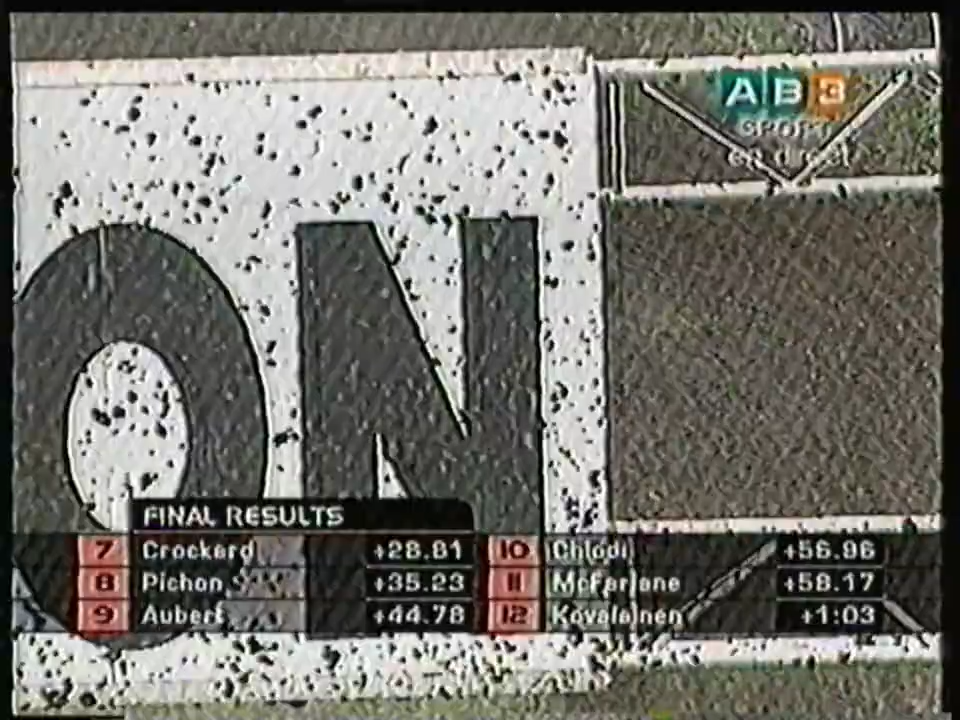 AB3
SPORT
en direct
ON
FINAL RESULTS
7 Crockard +28.81
8 Pichon +35.23
9 Aubert +44.78
10 Chiodi +56.96
11 McFarlane +58.17
12 Kovalainen +1:03